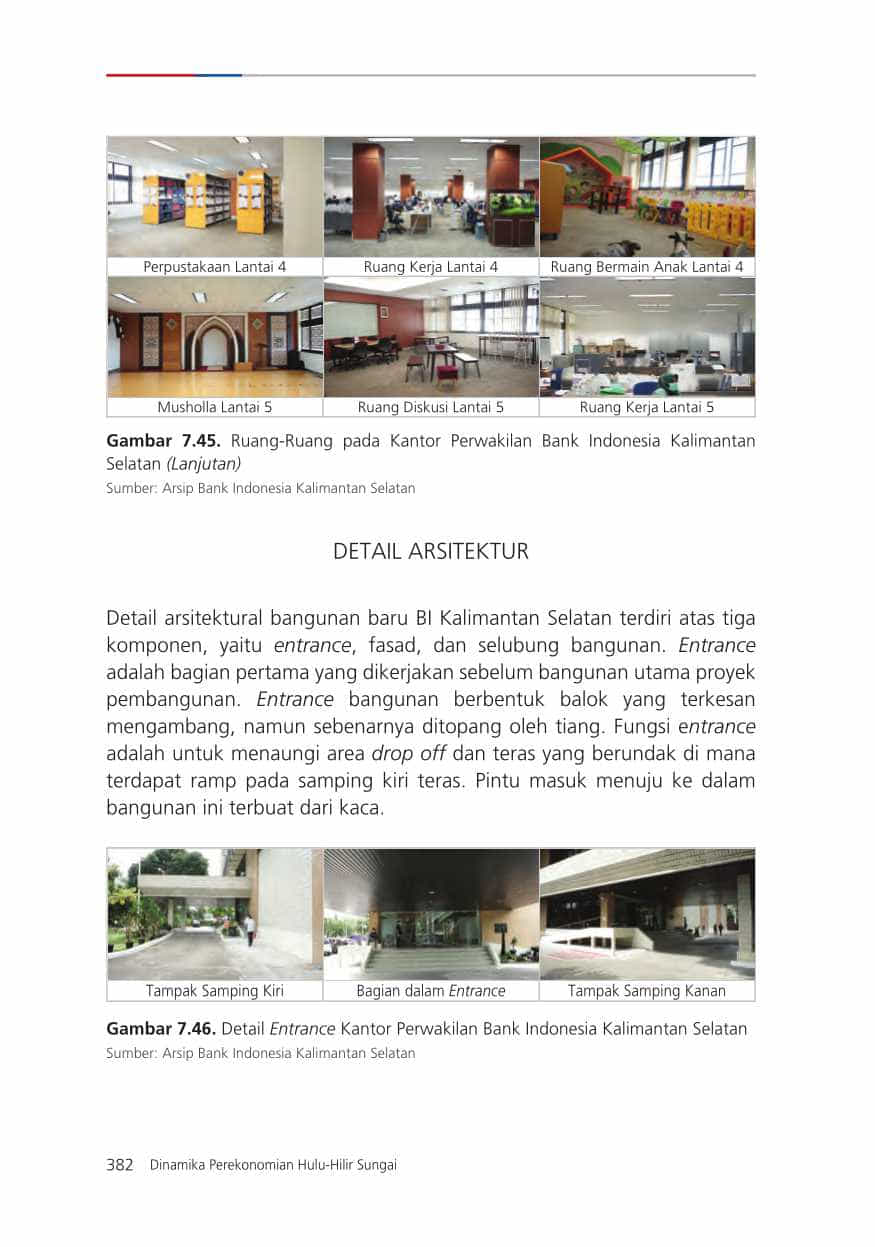 Perpustakaan Lantai 4
Ruang Kerja Lantai 4
Ruang Bermain Anak Lantai 4
Musholla Lantai 5
Ruang Diskusi Lantai 5
Ruang Kerja Lantai 5
Gambar 7.45. Ruang-Ruang pada Kantor Perwakilan Bank Indonesia Kalimantan
Selatan (Lanjutan)
Sumber: Arsip Bank Indonesia Kalimantan Selatan
DETAIL ARSITEKTUR
Detail arsitektural bangunan baru BI Kalimantan Selatan terdiri atas tiga
komponen, yaitu entrance, fasad, dan selubung bangunan. Entrance
adalah bagian pertama yang dikerjakan sebelum bangunan utama proyek
pembangunan. Entrance bangunan berbentuk balok yang terkesan
mengambang, namun sebenarnya ditopang oleh tiang. Fungsi entrance
adalah untuk menaungi area drop off dan teras yang berundak di mana
terdapat ramp pada samping kiri teras. Pintu masuk menuju ke dalam
bangunan ini terbuat dari kaca.
Tampak Samping Kiri
Bagian dalam Entrance
Tampak Samping Kanan
Gambar 7.46. Detail Entrance Kantor Perwakilan Bank Indonesia Kalimantan Selatan
Sumber: Arsip Bank Indonesia Kalimantan Selatan
382 Dinamika Perekonomian Hulu-Hilir Sungai